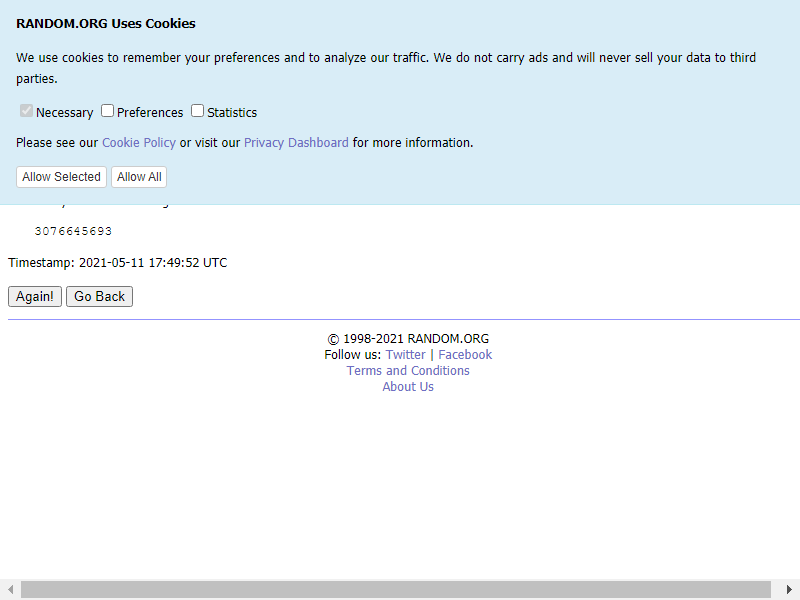 RANDOM.ORG Uses Cookies
We use cookies to remember your preferences and to analyze our traffic. We do not carry ads and will never sell your data to third
parties.
Necessary Preferences Statistics
Please see our Cookie Policy or visit our Privacy Dashboard for more information.
Allow Selected Allow All
3076645693
Timestamp: 2021-05-11 17:49:52 UTC
Again! Go Back
© 1998-2021 RANDOM.ORG
Follow us: Twitter | Facebook
Terms and Conditions
About Us